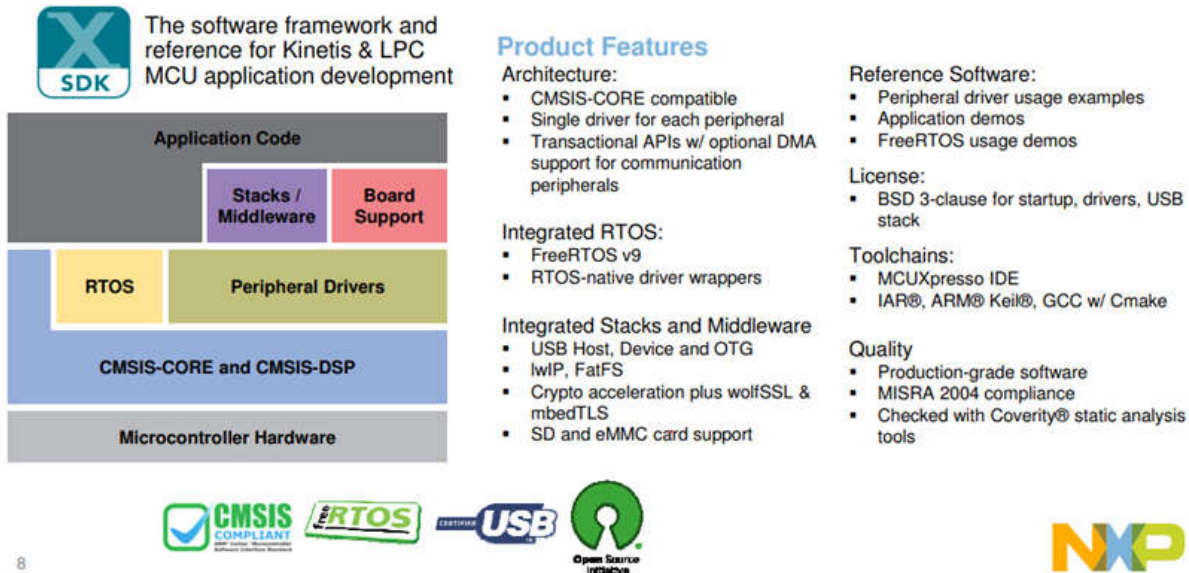 X
SDK
The software framework and
reference for Kinetis & LPC
MCU application development
Application Code
Stacks /
Middleware
Board
Support
RTOS
Peripheral Drivers
CMSIS-CORE and CMSIS-DSP
Microcontroller Hardware
Product Features
Architecture:
▪ CMSIS-CORE compatible
▪ Single driver for each peripheral
▪ Transactional APIs w/ optional DMA
support for communication
peripherals
Integrated RTOS:
▪ FreeRTOS v9
▪ RTOS-native driver wrappers
Integrated Stacks and Middleware
▪ USB Host, Device and OTG
▪ lwIP, FatFS
▪ Crypto acceleration plus wolfSSL &
mbedTLS
▪ SD and eMMC card support
Reference Software:
▪ Peripheral driver usage examples
▪ Application demos
▪ FreeRTOS usage demos
License:
▪ BSD 3-clause for startup, drivers, USB
stack
Toolchains:
▪ MCUXpresso IDE
▪ IAR®, ARM® Keil®, GCC w/ Cmake
Quality
▪ Production-grade software
▪ MISRA 2004 compliance
▪ Checked with Coverity® static analysis
tools
CMSIS
COMPLIANT
free RTOS
CERTIFIED USB
Open Source
Initiative
NXP
8